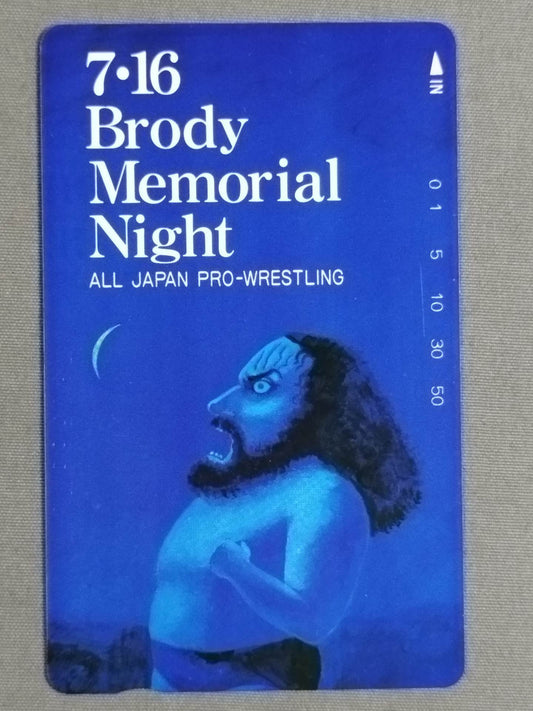 7・16
Brody
Memorial
Night
ALL JAPAN PRO-WRESTLING
IN
0 1 5 10 30 50